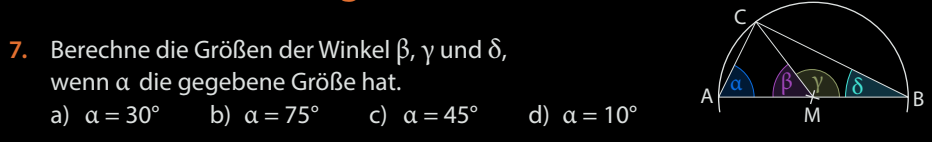 7. Berechne die Größen der Winkel β, γ und δ,
wenn α die gegebene Größe hat.
a) α = 30° b) α = 75° c) α = 45° d) α = 10°
C
α β γ δ
A B
M